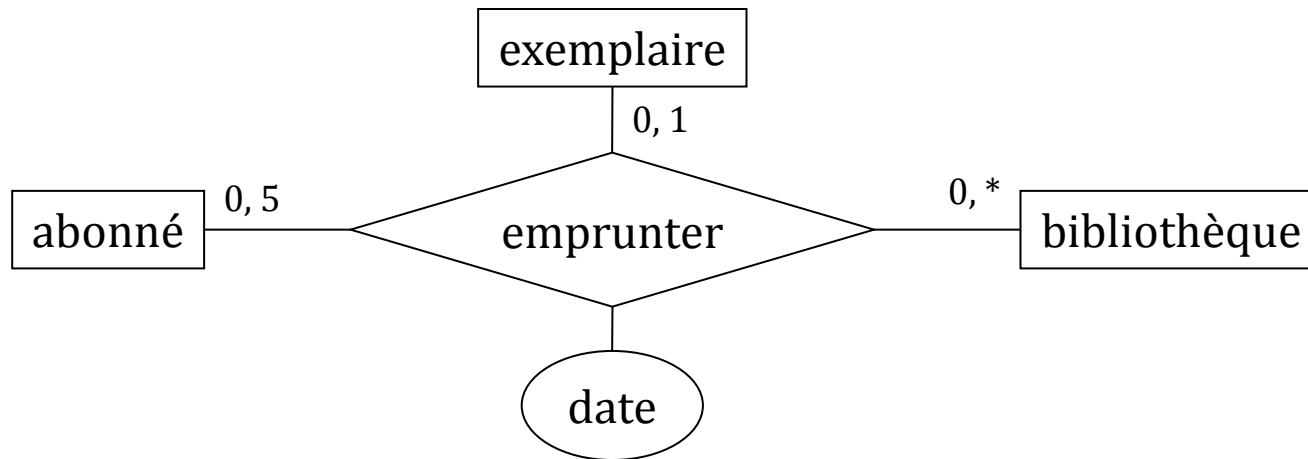 exemplaire
0, 1
abonné
0, 5
emprunter
0, *
bibliothèque
date